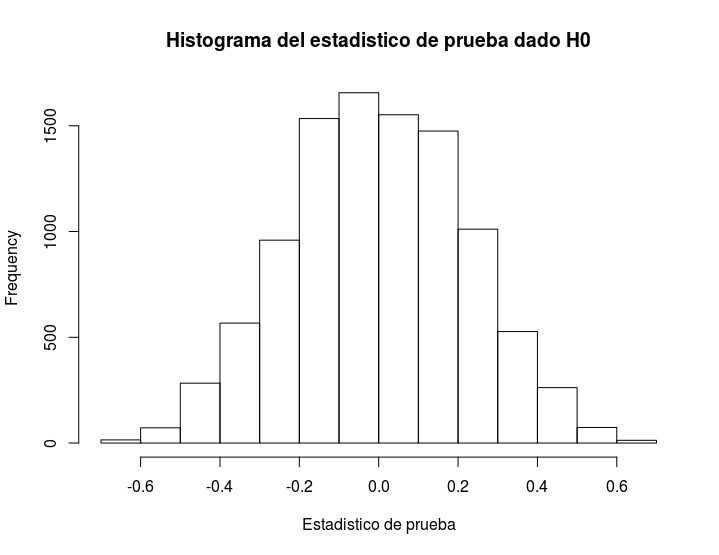 Histograma del estadistico de prueba dado H0
Frequency
1500
1000
500
0
-0.6 -0.4 -0.2 0.0 0.2 0.4 0.6
Estadistico de prueba